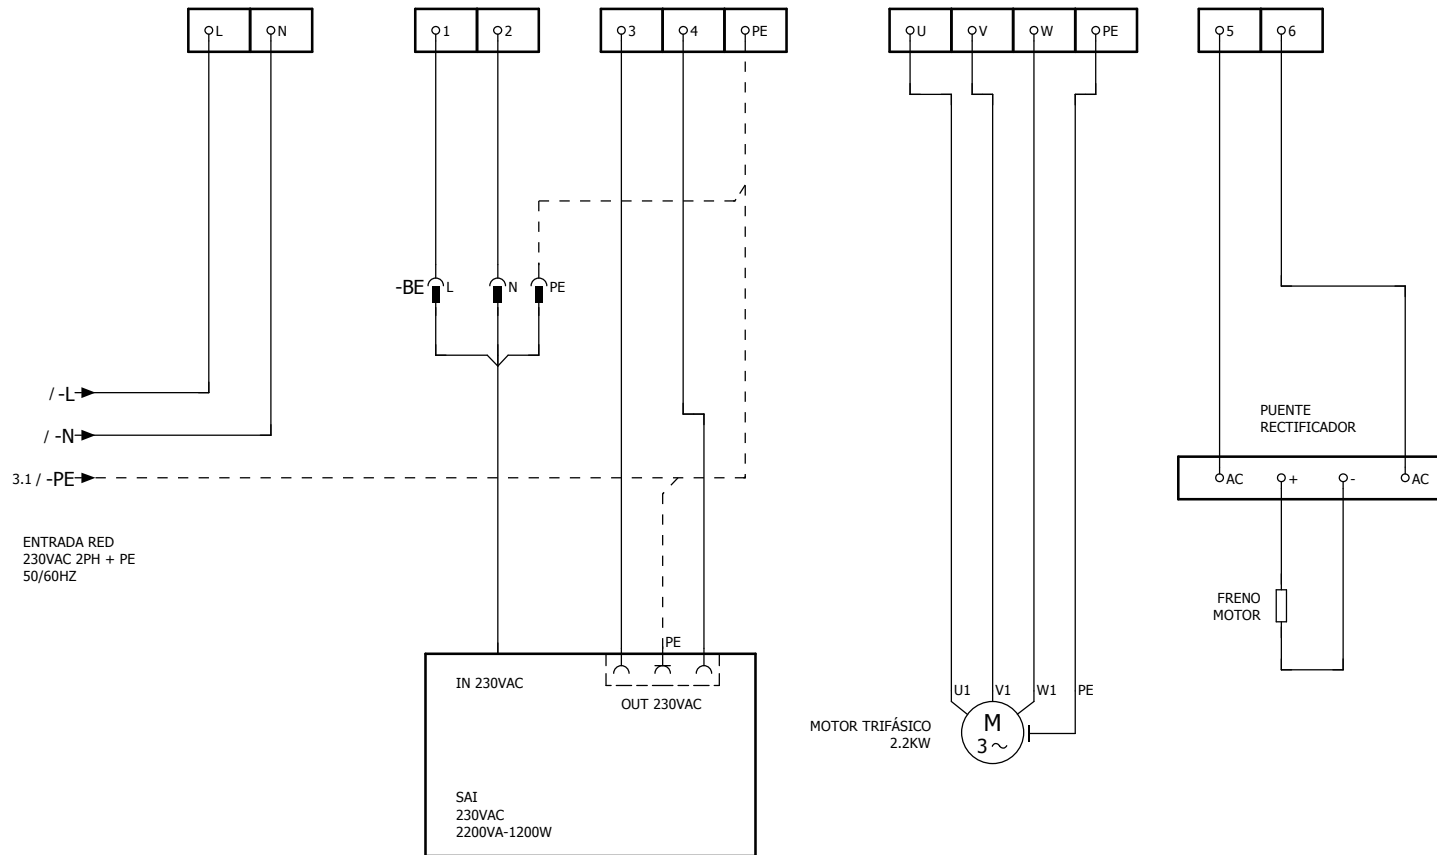 L N 1 2 3 4 PE U V W PE 5 6
-BE L N PE
/ -L
/ -N
3.1 / -PE
ENTRADA RED
230VAC 2PH + PE
50/60HZ
PUENTE
RECTIFICADOR
AC + - AC
FRENO
MOTOR
PE
IN 230VAC
OUT 230VAC
SAI
230VAC
2200VA-1200W
U1 V1 W1 PE
MOTOR TRIFÁSICO
2.2KW
M
3~